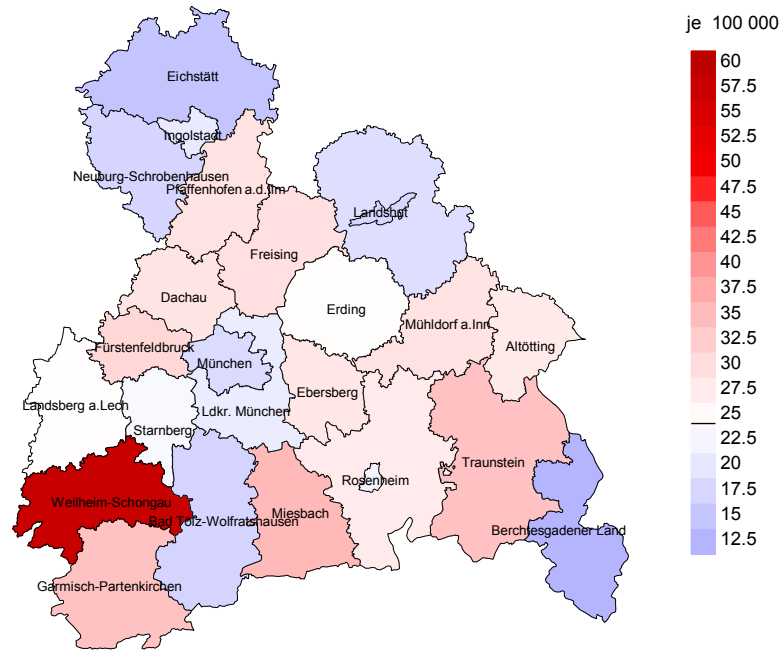 je 100 000
60
57.5
55
52.5
50
47.5
45
42.5
40
37.5
35
32.5
30
27.5
25
22.5
20
17.5
15
12.5
Eichstätt
Ingolstadt
Neuburg-Schrobenhausen
Pfaffenhofen a.d.Ilm
Landshut
Freising
Dachau
Erding
Mühldorf a.Inn
Altötting
Fürstenfeldbruck
München
Ebersberg
Landsberg a.Lech
Ldkr. München
Starnberg
Traunstein
Rosenheim
Weilheim-Schongau
Miesbach
Bad Tölz-Wolfratshausen
Berchtesgadener Land
Garmisch-Partenkirchen